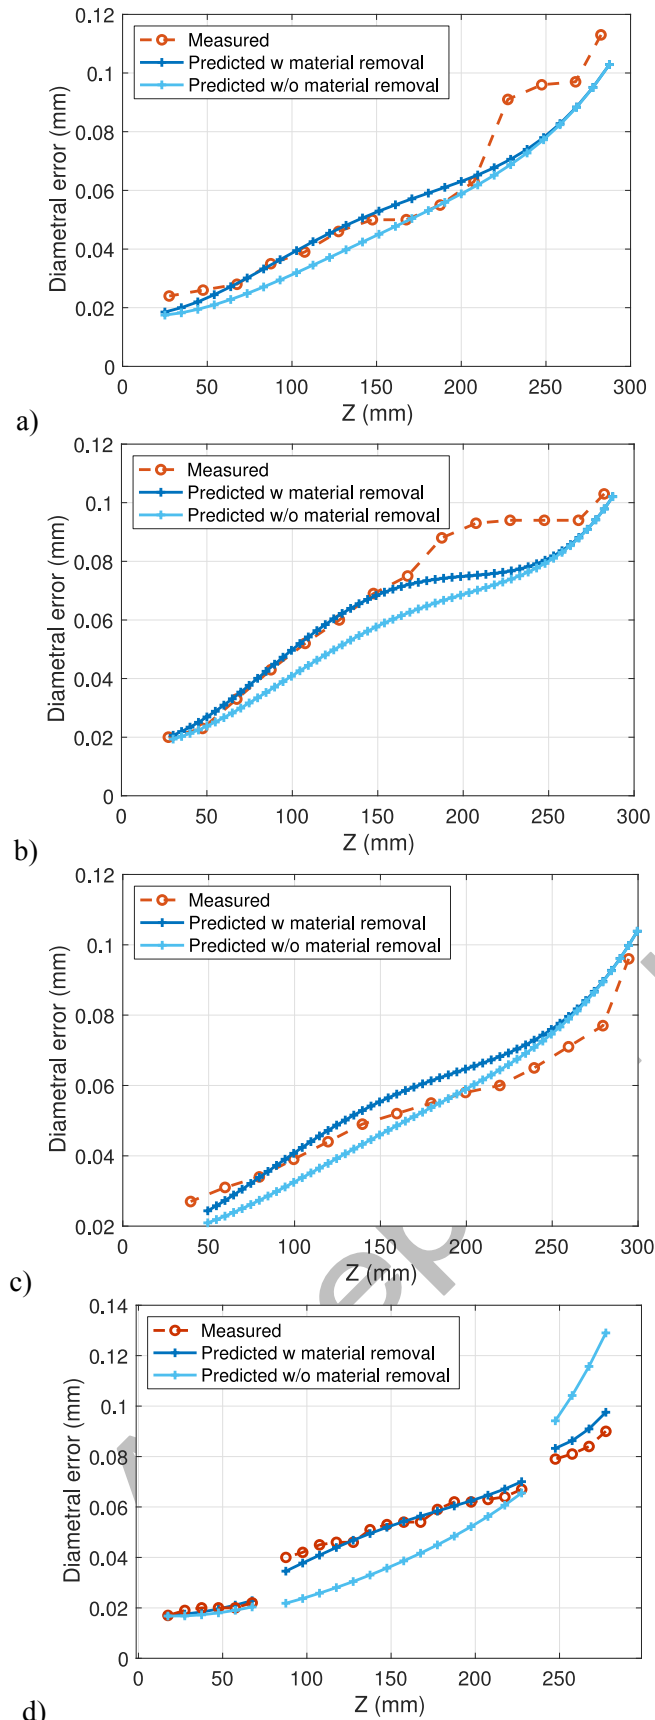 0.12
0.1
0.08
0.06
0.04
0.02
0
Diametral error (mm)
Measured
Predicted w material removal
Predicted w/o material removal
0 50 100 150 200 250 300
Z (mm)
a)
0.12
0.1
0.08
0.06
0.04
0.02
0
Diametral error (mm)
Measured
Predicted w material removal
Predicted w/o material removal
0 50 100 150 200 250 300
Z (mm)
b)
0.12
0.1
0.08
0.06
0.04
0.02
Diametral error (mm)
Measured
Predicted w material removal
Predicted w/o material removal
0 50 100 150 200 250 300
Z (mm)
c)
0.14
0.12
0.1
0.08
0.06
0.04
0.02
0
Diametral error (mm)
Measured
Predicted w material removal
Predicted w/o material removal
0 50 100 150 200 250
Z (mm)
d)